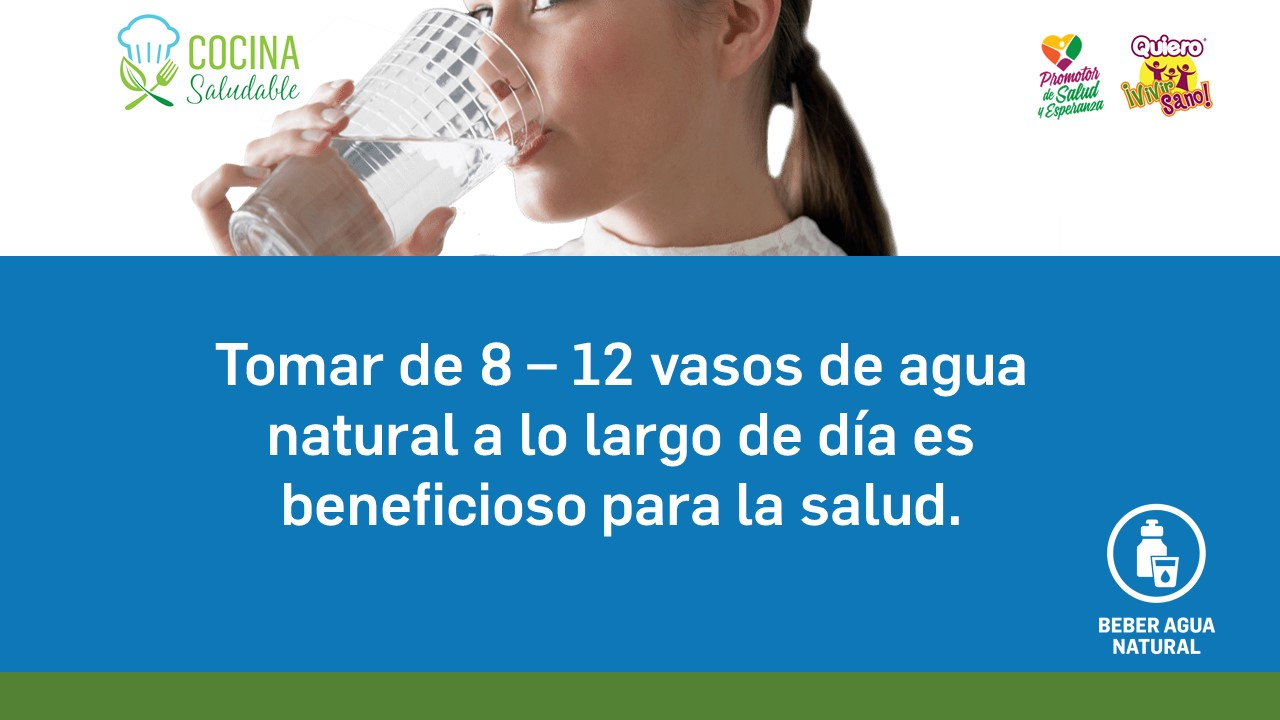 COCINA
Saludable
Promotor
de Salud
y Esperanza
Quiero
¡Vivir
Sano!
Tomar de 8 – 12 vasos de agua
natural a lo largo de día es
beneficioso para la salud.
BEBER AGUA
NATURAL